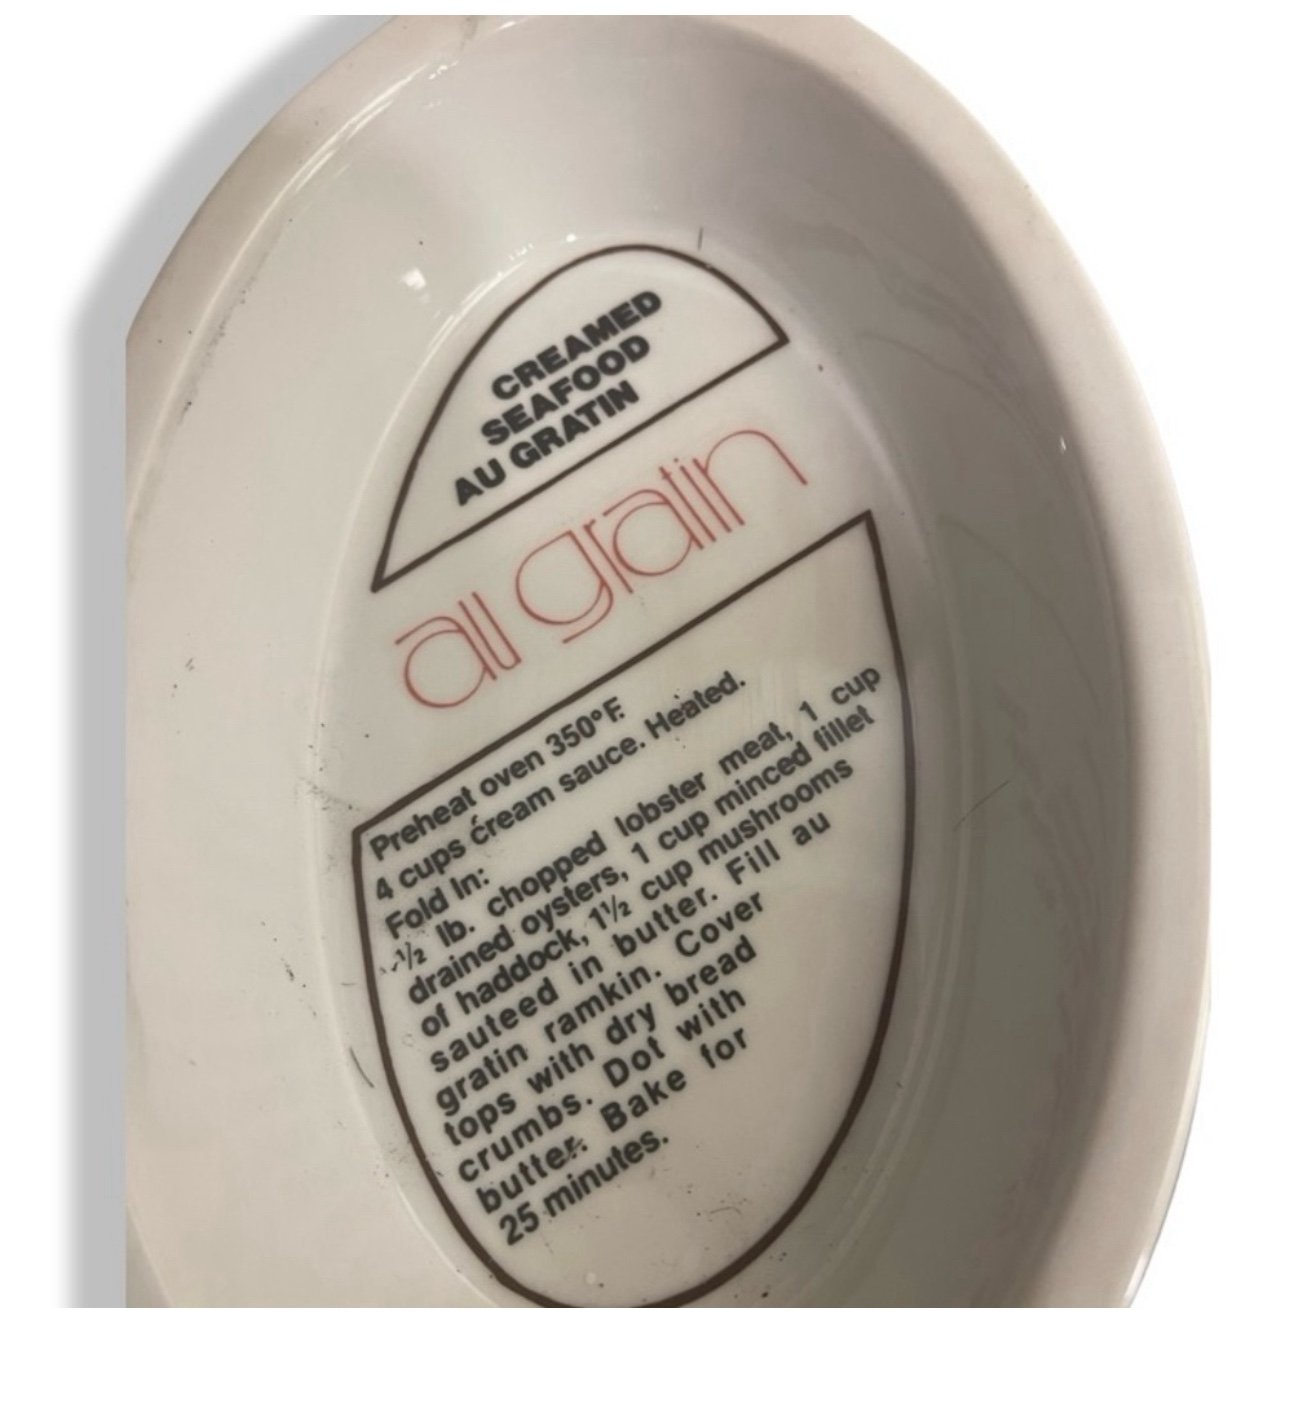 CREAMED
SEAFOOD
AU GRATIN
au gratin
Preheat oven 350°F.
4 cups cream sauce. Heated.
Fold In:
½ lb. chopped lobster meat, 1 cup
drained oysters, 1 cup minced fillet
of haddock, 1½ cup mushrooms
sauteed in butter. Fill au
gratin ramkin. Cover
tops with dry bread
crumbs. Dot with
butter. Bake for
25 minutes.